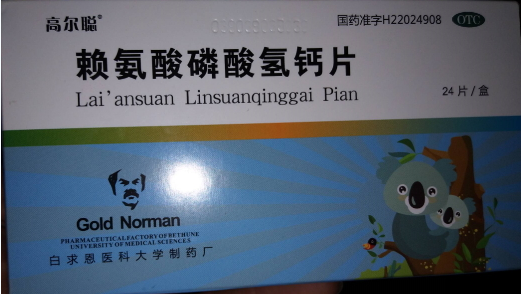 高尔聪®
国药准字H22024908 OTC
赖氨酸磷酸氢钙片
Lai'ansuan Linsuanqinggai Pian
24片/盒
Gold Norman
PHARMACEUTICAL FACTORY OF BETHUNE
UNIVERSITY OF MEDICAL SCIENCES
白求恩医科大学制药厂